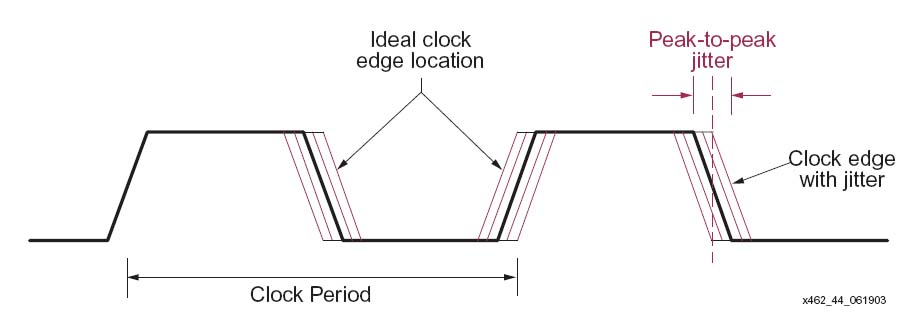 Ideal clock
edge location
Peak-to-peak
jitter
Clock edge
with jitter
Clock Period
x462_44_061903